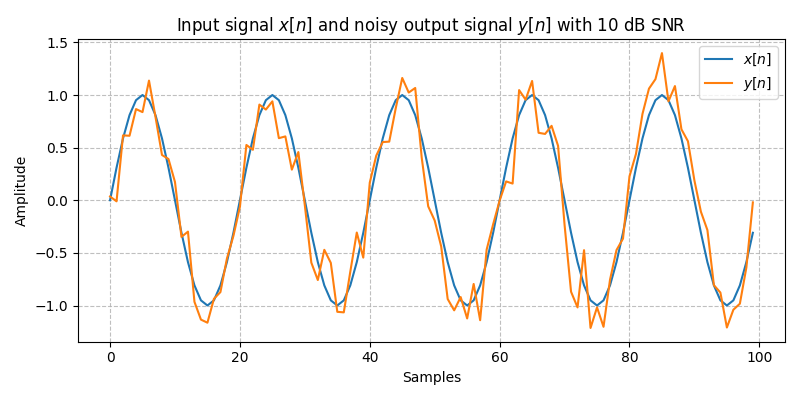 Input signal x[n] and noisy output signal y[n] with 10 dB SNR
1.5
1.0
0.5
0.0
−0.5
−1.0
Amplitude
x[n]
y[n]
0 20 40 60 80 100
Samples